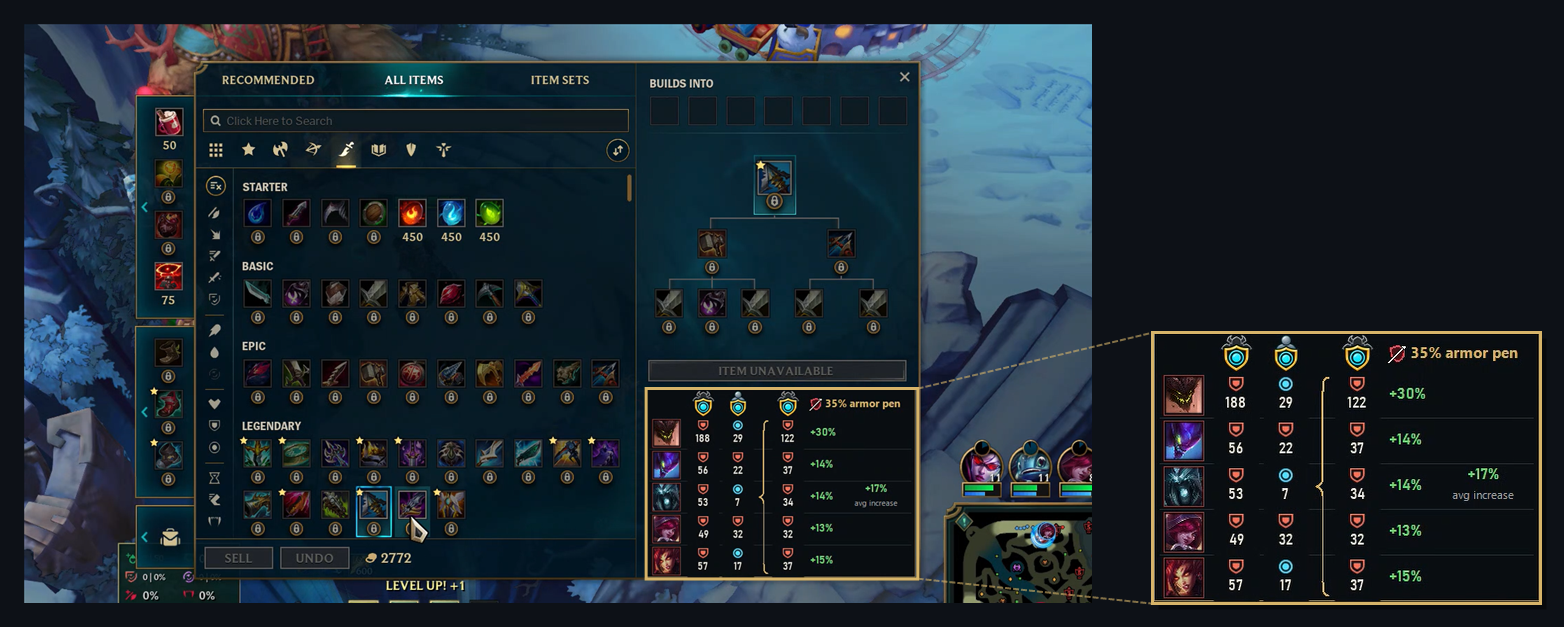 RECOMMENDED ALL ITEMS ITEM SETS
BUILDS INTO
Click Here to Search
50
75
STARTER
450 450 450
BASIC
EPIC
LEGENDARY
SELL UNDO 2772
LEVEL UP! +1
0 | 0%
0% 0%
ITEM UNAVAILABLE
35% armor pen
188 29 122 +30%
56 22 37 +14%
53 7 34 +14% +17%
avg increase
49 32 32 +13%
57 17 37 +15%
11 12
35% armor pen
188 29 122 +30%
56 22 37 +14%
53 7 34 +14% +17%
avg increase
49 32 32 +13%
57 17 37 +15%